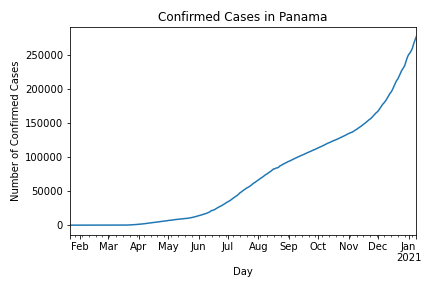 Confirmed Cases in Panama
Number of Confirmed Cases
250000
200000
150000
100000
50000
0
Feb Mar Apr May Jun Jul Aug Sep Oct Nov Dec Jan
2021
Day